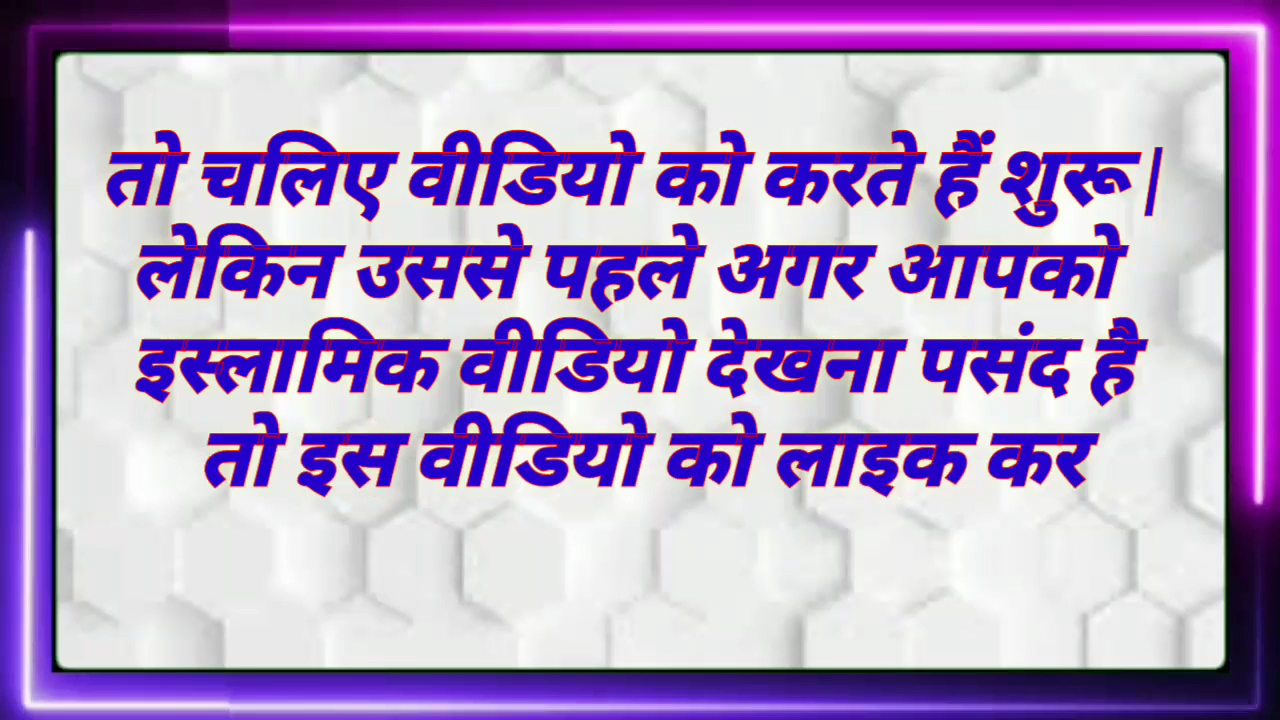 तो चलिए वीडियो को करते हैं शुरू |
लेकिन उससे पहले अगर आपको
इस्लामिक वीडियो देखना पसंद है
तो इस वीडियो को लाइक कर